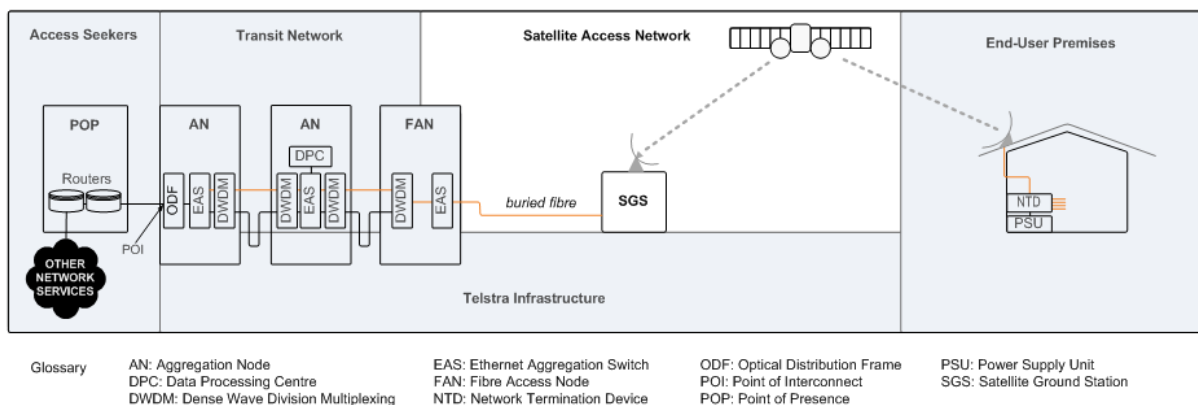 Access Seekers
Transit Network
Satellite Access Network
End-User Premises
POP
AN
AN
FAN
DPC
Routers
ODF
EAS
DWDM
DWDM
EAS
DWDM
DWDM
EAS
buried fibre
SGS
NTD
PSU
POI
OTHER
NETWORK
SERVICES
Telstra Infrastructure
Glossary
AN: Aggregation Node
DPC: Data Processing Centre
DWDM: Dense Wave Division Multiplexing
EAS: Ethernet Aggregation Switch
FAN: Fibre Access Node
NTD: Network Termination Device
ODF: Optical Distribution Frame
POI: Point of Interconnect
POP: Point of Presence
PSU: Power Supply Unit
SGS: Satellite Ground Station